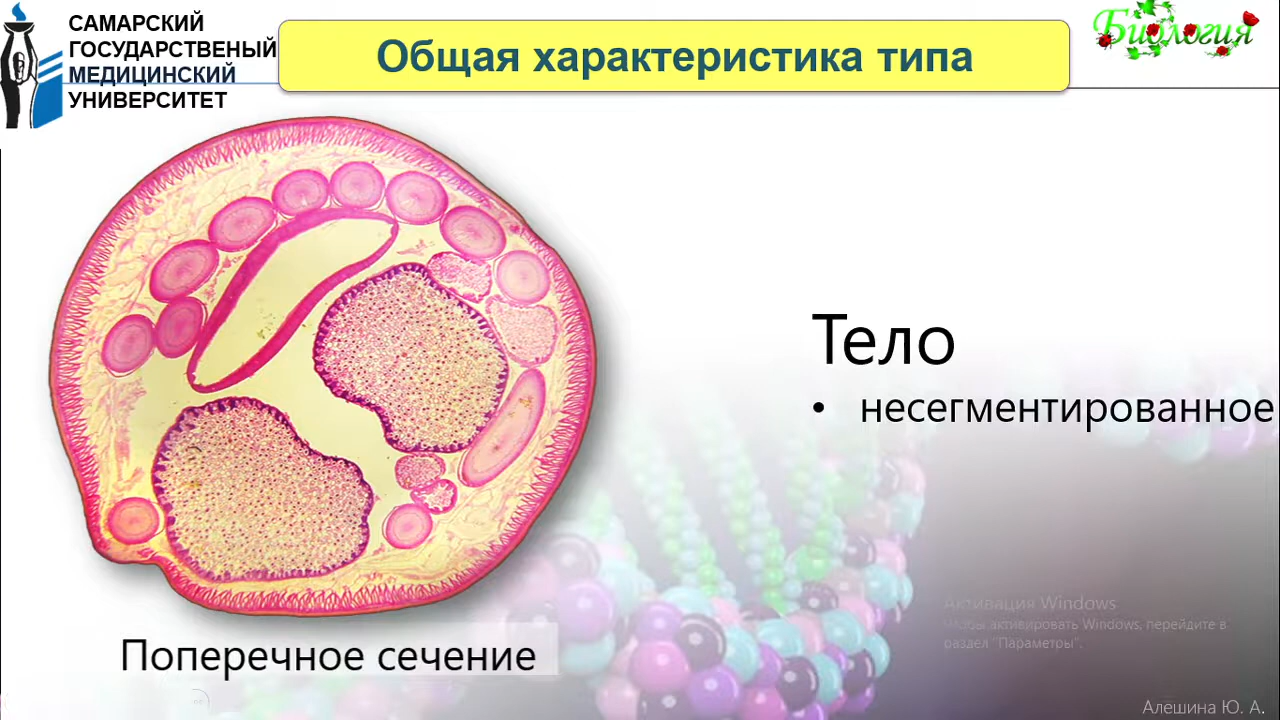 САМАРСКИЙ
ГОСУДАРСТВЕНЫЙ
МЕДИЦИНСКИЙ
УНИВЕРСИТЕТ
Общая характеристика типа
Биология
Тело
• несегментированное
Поперечное сечение
Активация Windows
Чтобы активировать Windows, перейдите в
раздел "Параметры".
Алешина Ю. А.